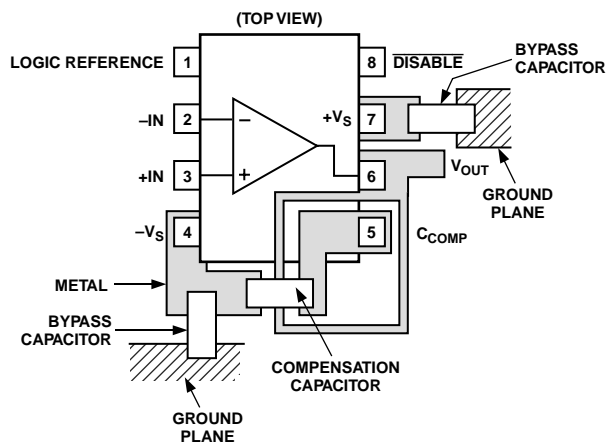 (TOP VIEW)
LOGIC REFERENCE
1
8
DISABLE
BYPASS
CAPACITOR
–IN
2
–
+VS
7
+IN
3
+
6
VOUT
GROUND
PLANE
–VS
4
5
CCOMP
METAL
BYPASS
CAPACITOR
COMPENSATION
CAPACITOR
GROUND
PLANE